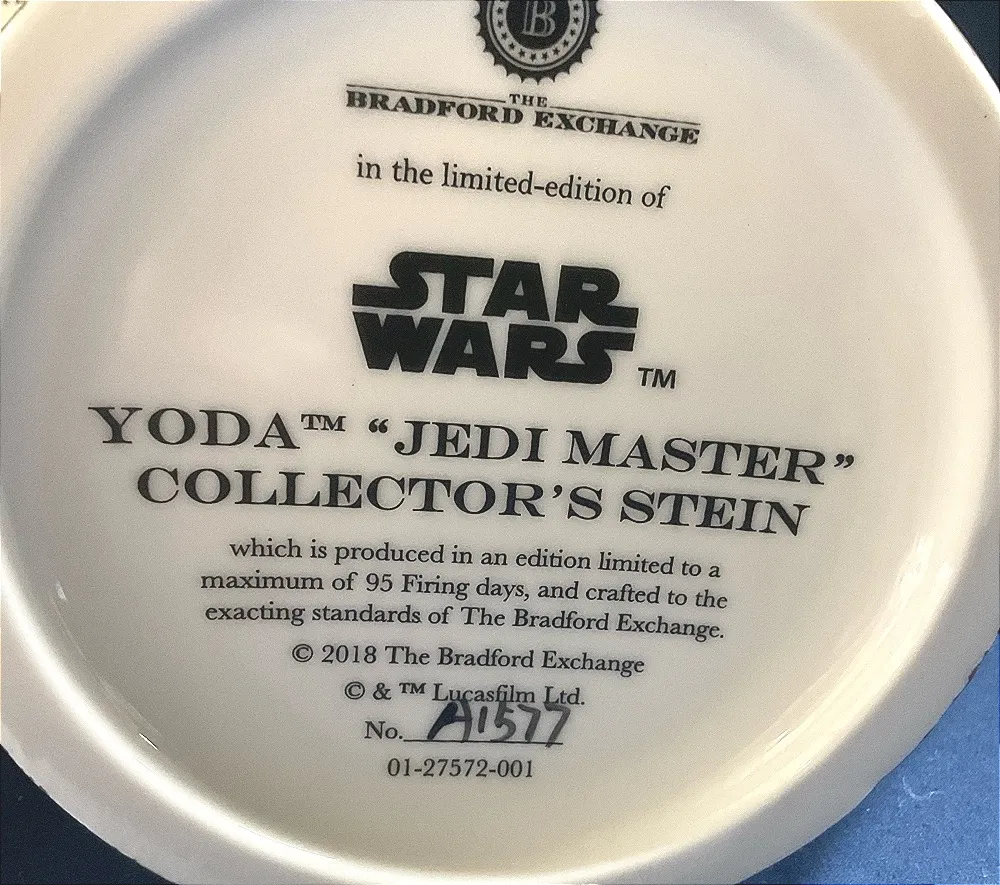 B
THE
BRADFORD EXCHANGE
in the limited-edition of
STAR
WARS TM
YODA™ “JEDI MASTER”
COLLECTOR’S STEIN
which is produced in an edition limited to a
maximum of 95 Firing days, and crafted to the
exacting standards of The Bradford Exchange.
© 2018 The Bradford Exchange
© & ™ Lucasfilm Ltd.
No. A1577
01-27572-001